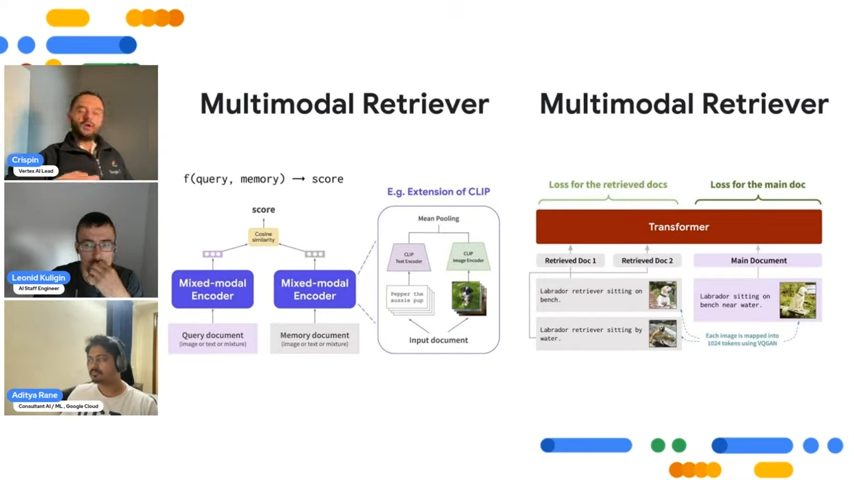 Crispin
Vertex AI Lead
Leonid Kuligin
AI Staff Engineer
Aditya Rane
Consultant AI / ML , Google Cloud
Multimodal Retriever
f(query, memory) → score
score
Cosine
similarity
Mixed-modal
Encoder
Mixed-modal
Encoder
Query document
(image or text or mixture)
Memory document
(image or text or mixture)
E.g. Extension of CLIP
Mean Pooling
CLIP
Text Encoder
CLIP
Image Encoder
Pepper the
aussie pup
Input document
Multimodal Retriever
Loss for the retrieved docs
Loss for the main doc
Transformer
Retrieved Doc 1
Retrieved Doc 2
Main Document
Labrador retriever sitting on
bench.
Labrador retriever sitting by
water.
Labrador sitting on
bench near water.
Each image is mapped into
1024 tokens using VQGAN